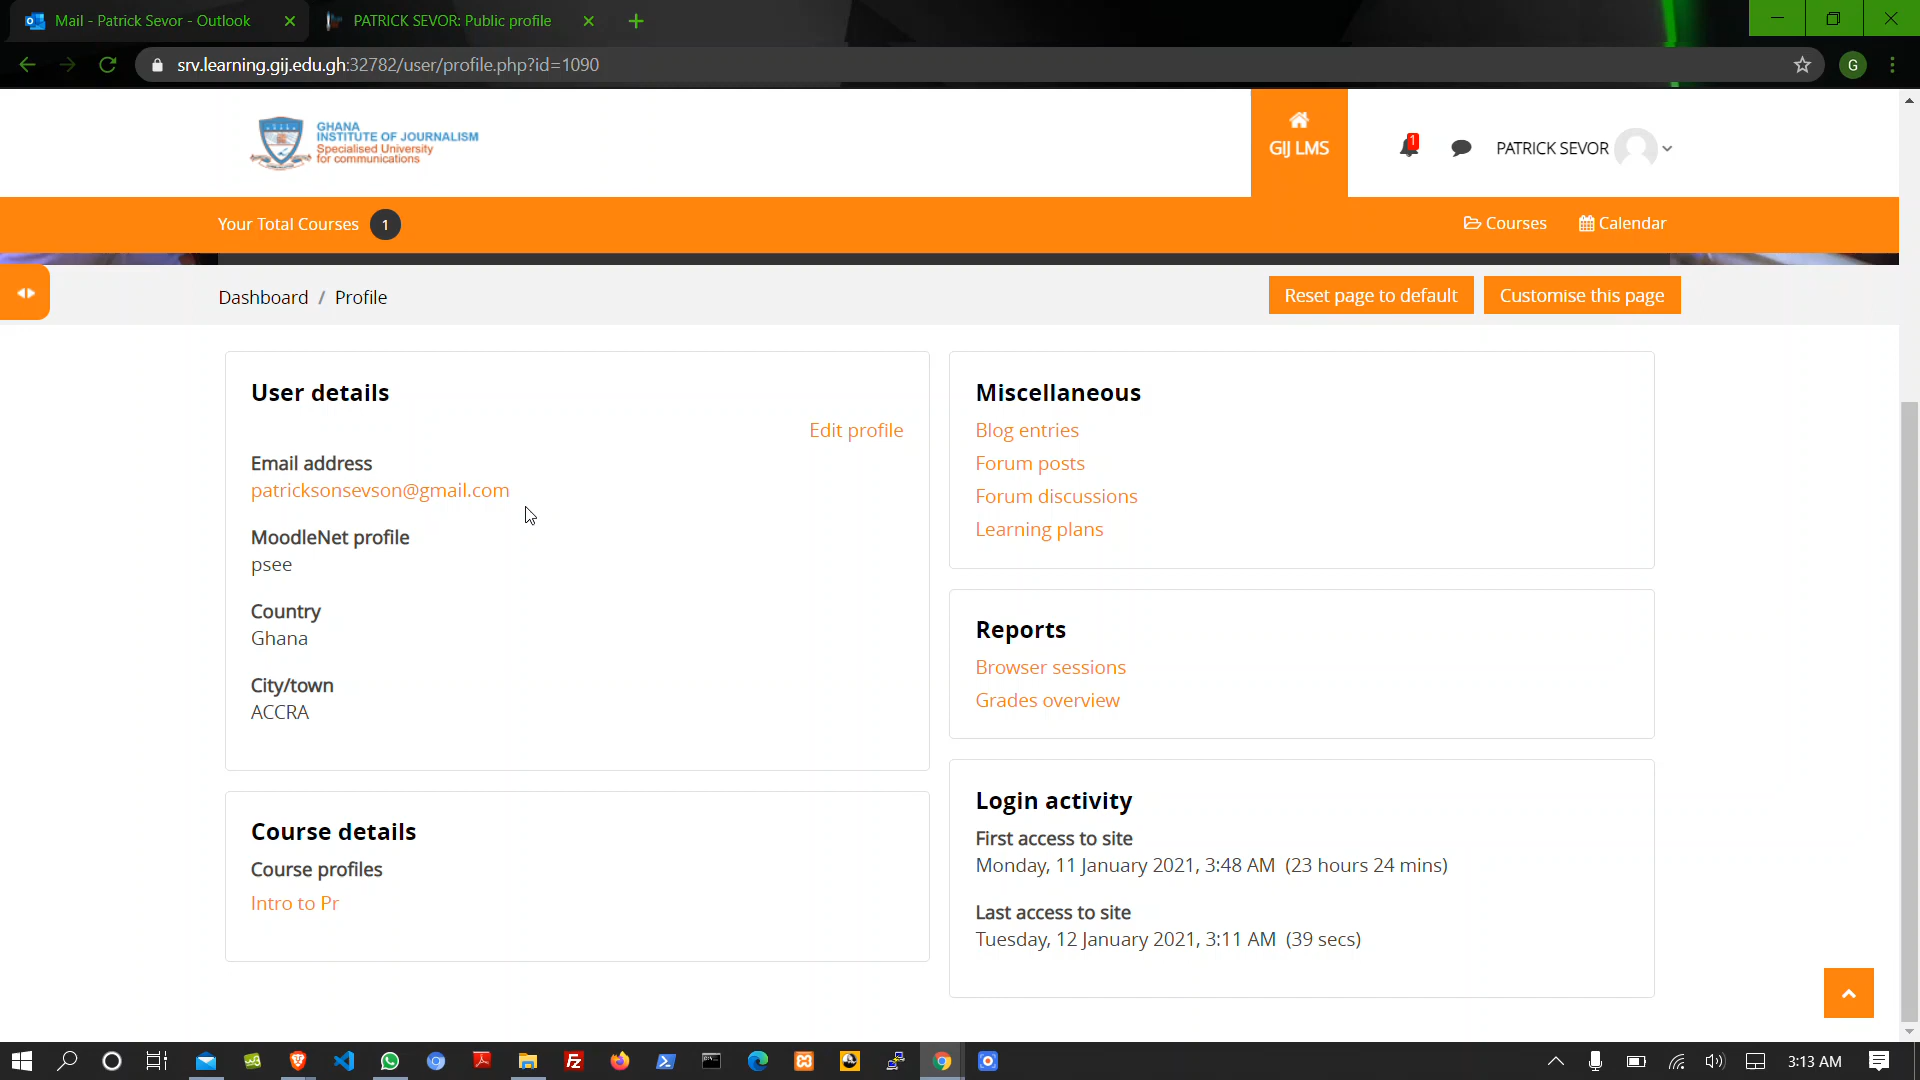 Mail - Patrick Sevor - Outlook
PATRICK SEVOR: Public profile
srv.learning.gij.edu.gh:32782/user/profile.php?id=1090
G
GHANA
INSTITUTE OF JOURNALISM
Specialised University
for communications
GIJ LMS
1
PATRICK SEVOR
Your Total Courses 1
Courses
Calendar
Dashboard / Profile
Reset page to default
Customise this page
User details
Edit profile
Email address
patricksonsevson@gmail.com
MoodleNet profile
psee
Country
Ghana
City/town
ACCRA
Course details
Course profiles
Intro to Pr
Miscellaneous
Blog entries
Forum posts
Forum discussions
Learning plans
Reports
Browser sessions
Grades overview
Login activity
First access to site
Monday, 11 January 2021, 3:48 AM (23 hours 24 mins)
Last access to site
Tuesday, 12 January 2021, 3:11 AM (39 secs)
3:13 AM